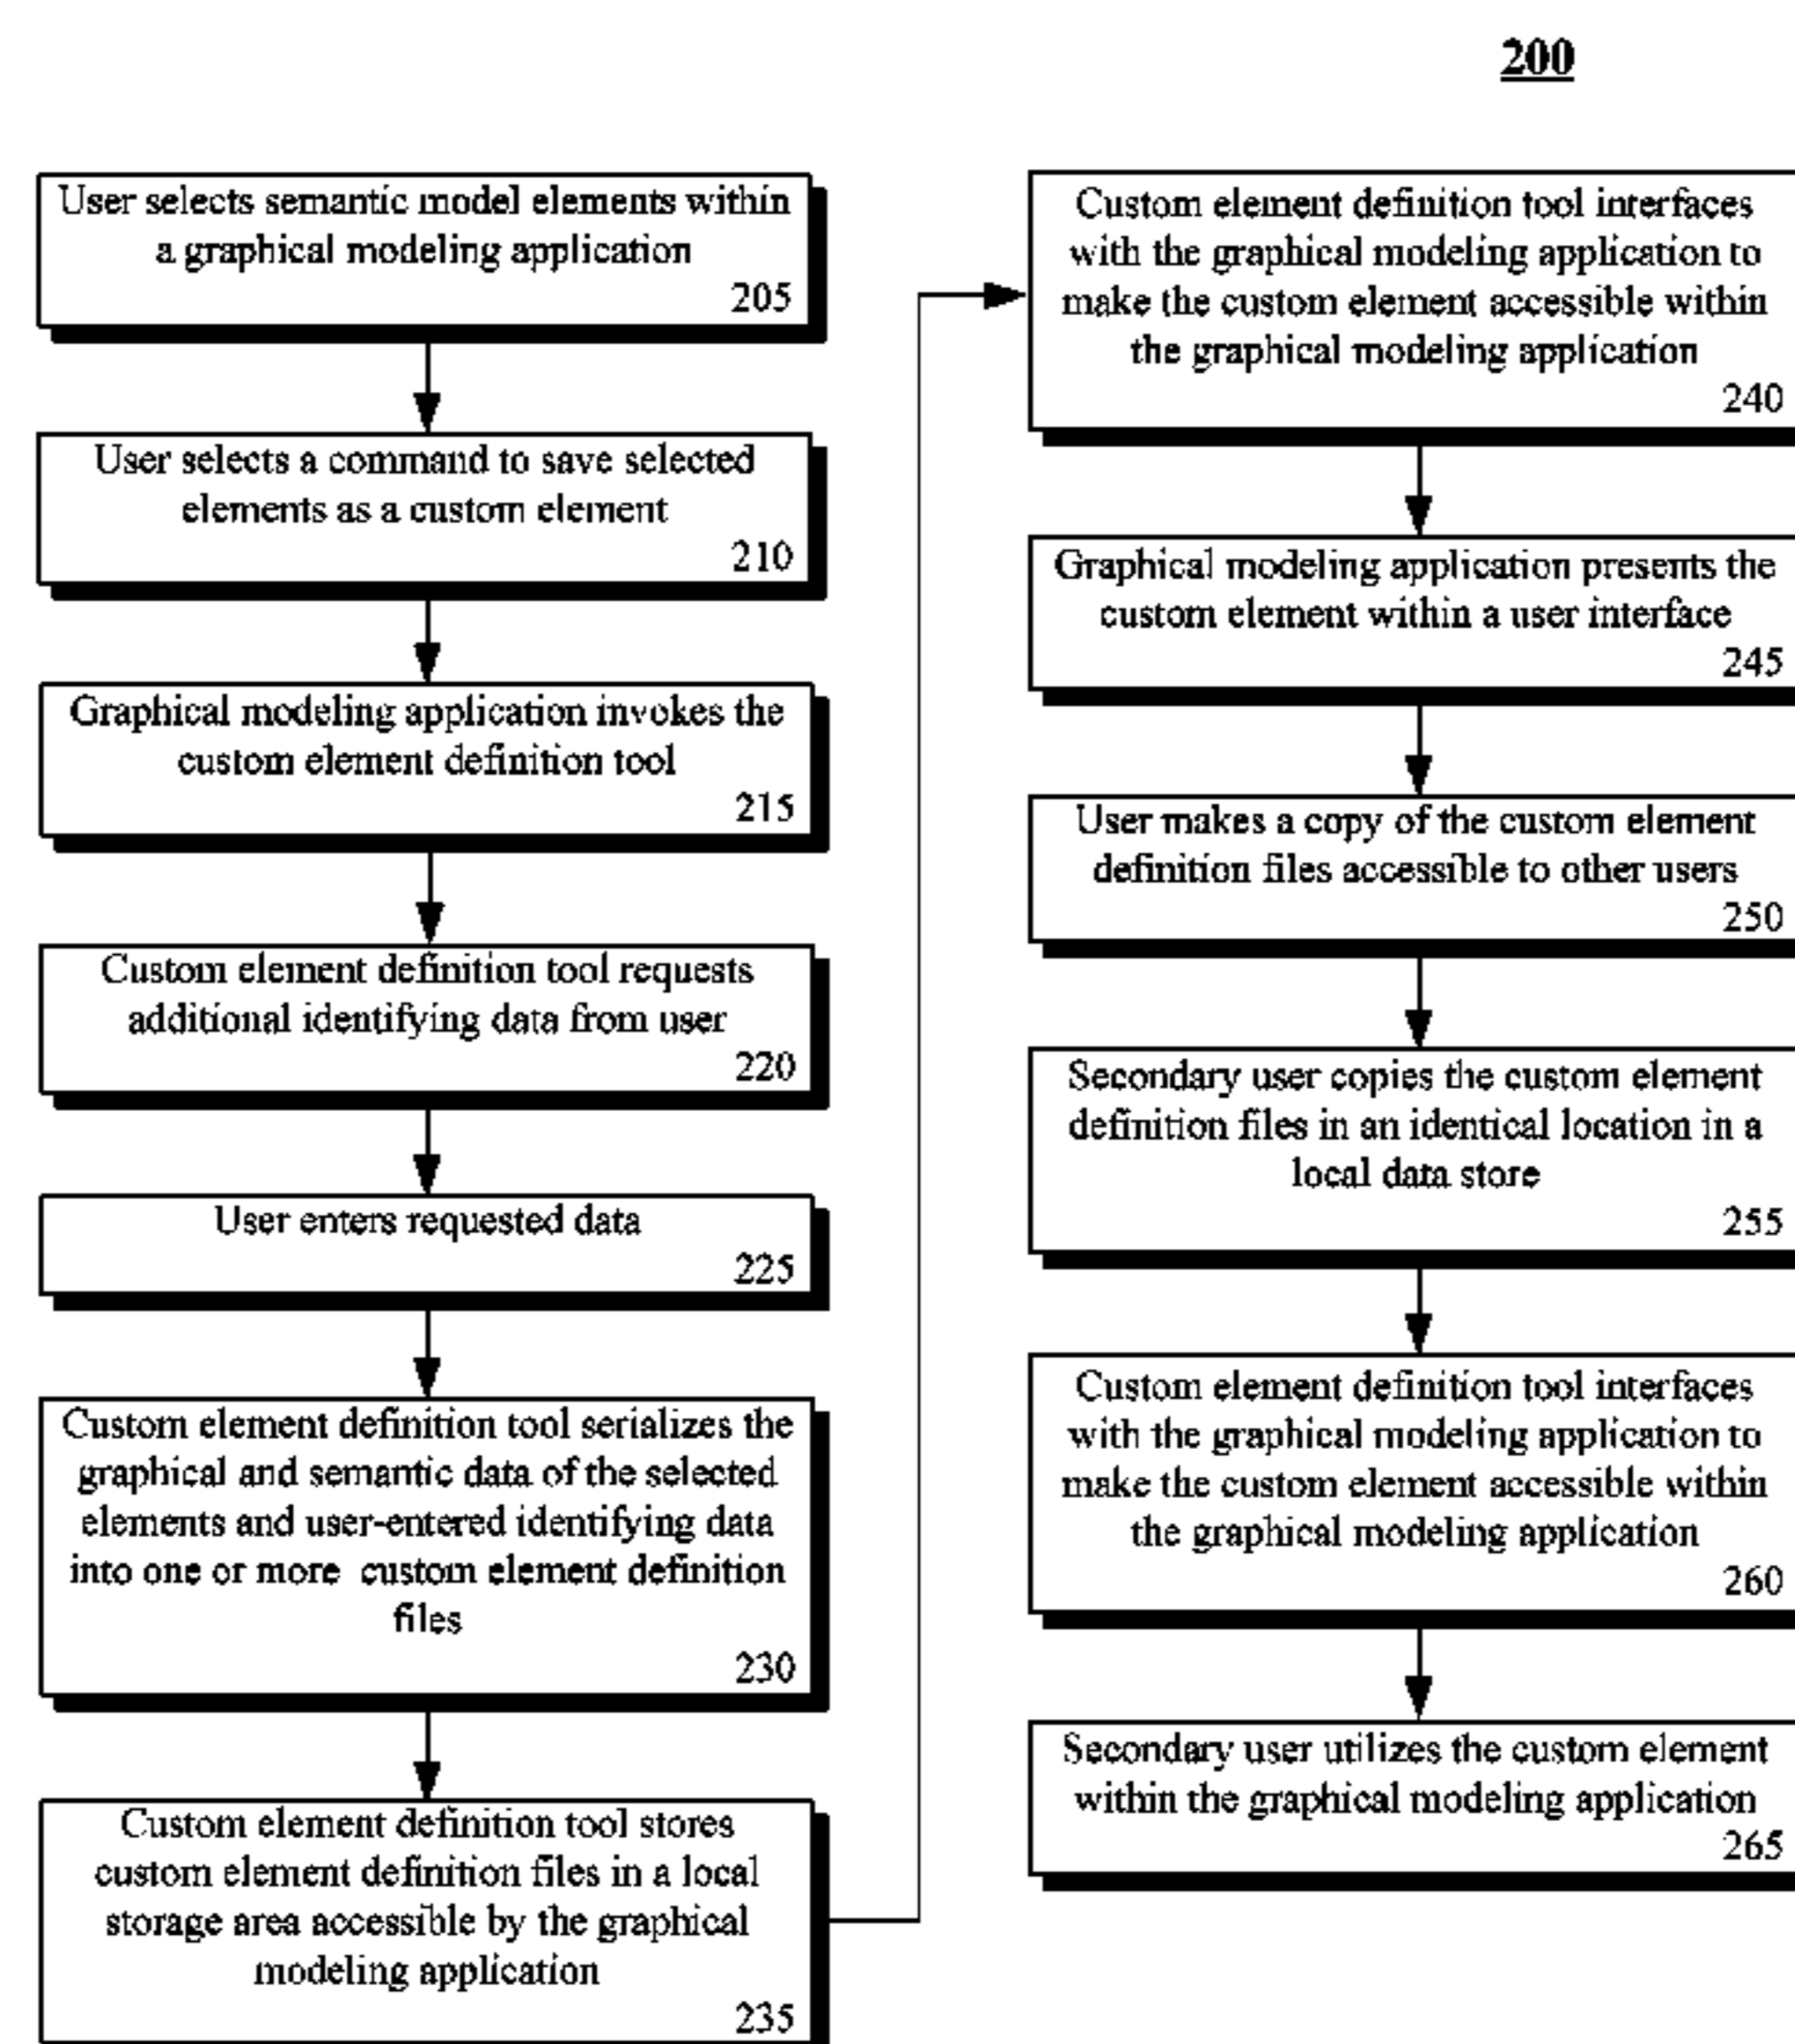 200
User selects semantic model elements within
a graphical modeling application
205
User selects a command to save selected
elements as a custom element
210
Graphical modeling application invokes the
custom element definition tool
215
Custom element definition tool requests
additional identifying data from user
220
User enters requested data
225
Custom element definition tool serializes the
graphical and semantic data of the selected
elements and user-entered identifying data
into one or more custom element definition
files
230
Custom element definition tool stores
custom element definition files in a local
storage area accessible by the graphical
modeling application
235
Custom element definition tool interfaces
with the graphical modeling application to
make the custom element accessible within
the graphical modeling application
240
Graphical modeling application presents the
custom element within a user interface
245
User makes a copy of the custom element
definition files accessible to other users
250
Secondary user copies the custom element
definition files in an identical location in a
local data store
255
Custom element definition tool interfaces
with the graphical modeling application to
make the custom element accessible within
the graphical modeling application
260
Secondary user utilizes the custom element
within the graphical modeling application
265